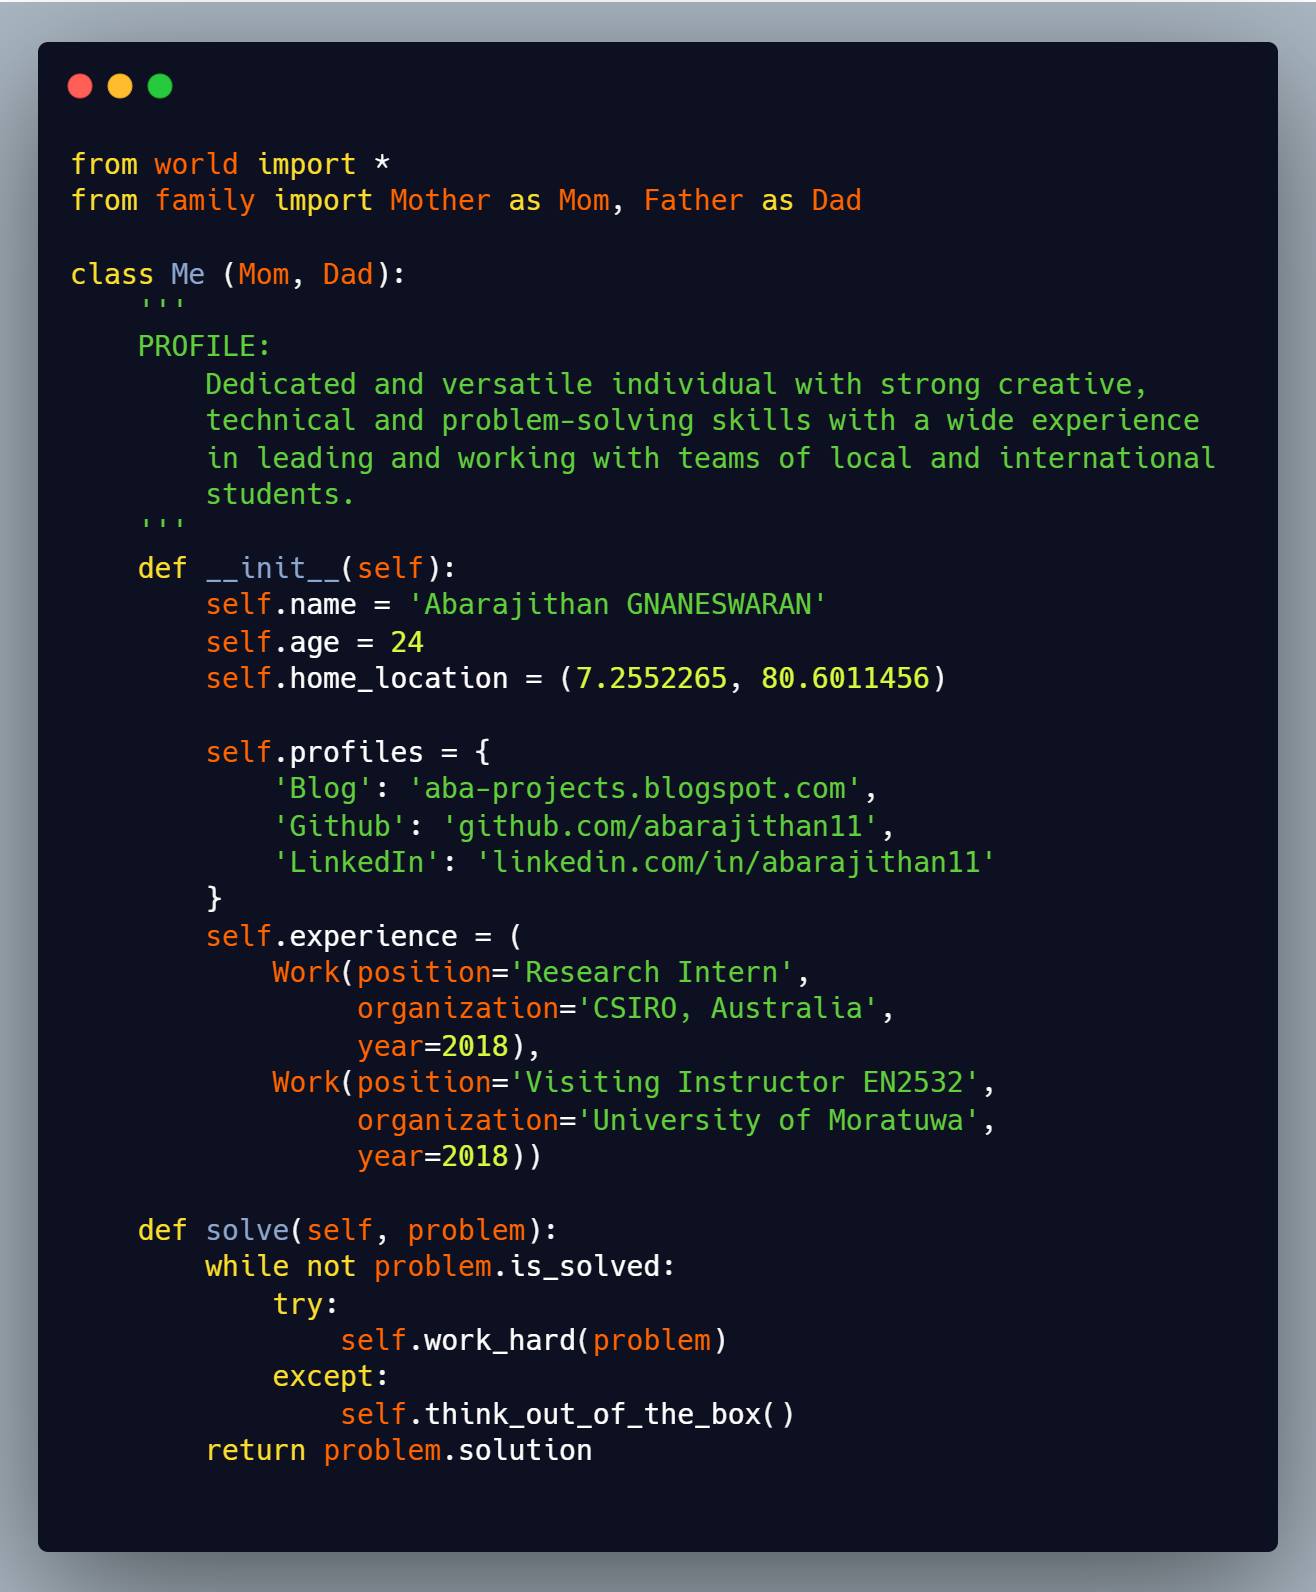 from world import *
from family import Mother as Mom, Father as Dad

class Me (Mom, Dad):
    '''
    PROFILE:
        Dedicated and versatile individual with strong creative,
        technical and problem-solving skills with a wide experience
        in leading and working with teams of local and international
        students.
    '''
    def __init__(self):
        self.name = 'Abarajithan GNANESWARAN'
        self.age = 24
        self.home_location = (7.2552265, 80.6011456)

        self.profiles = {
            'Blog': 'aba-projects.blogspot.com',
            'Github': 'github.com/abarajithan11',
            'LinkedIn': 'linkedin.com/in/abarajithan11'
        }
        self.experience = (
            Work(position='Research Intern',
                 organization='CSIRO, Australia',
                 year=2018),
            Work(position='Visiting Instructor EN2532',
                 organization='University of Moratuwa',
                 year=2018))

    def solve(self, problem):
        while not problem.is_solved:
            try:
                self.work_hard(problem)
            except:
                self.think_out_of_the_box()
        return problem.solution